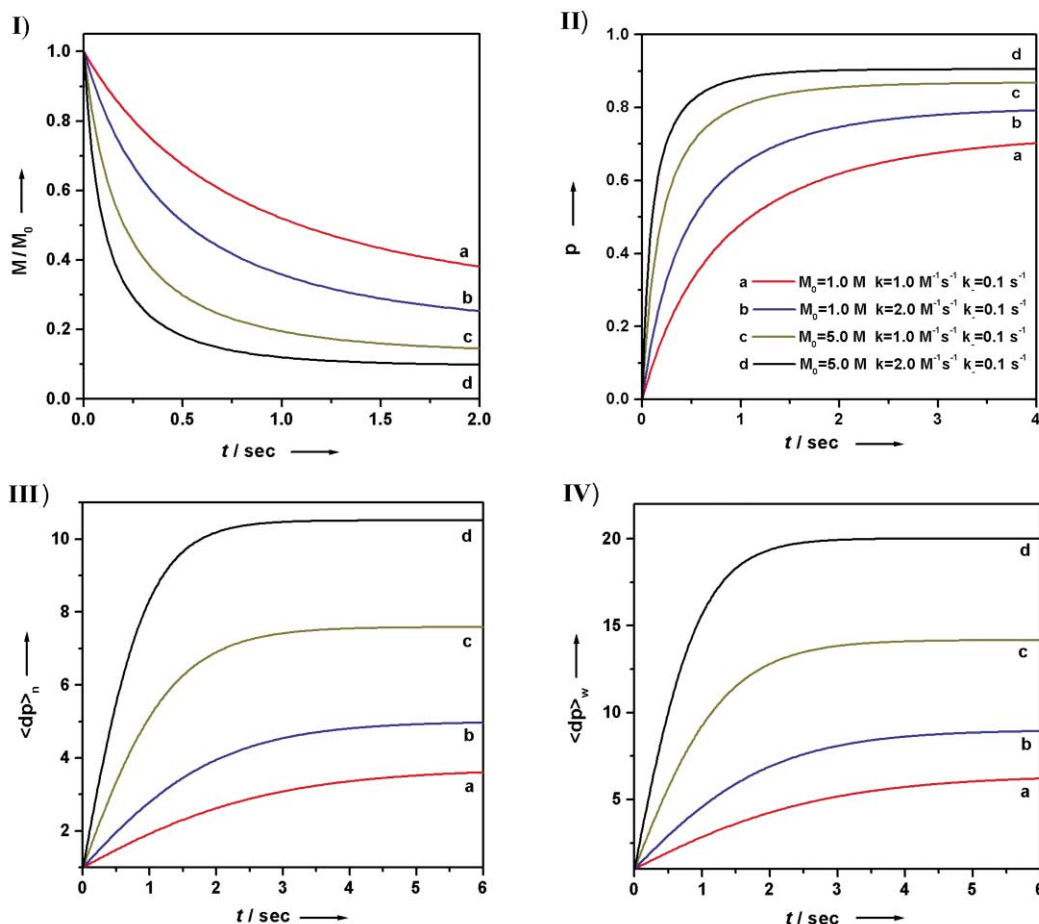 I)
1.0
0.8
0.6
0.4
0.2
0.0
M/M₀
a
b
c
d
0.0 0.5 1.0 1.5 2.0
t / sec
II)
1.0
0.8
0.6
0.4
0.2
0.0
p
d
c
b
a
a M₀=1.0 M k=1.0 M⁻¹s⁻¹ k_=0.1 s⁻¹
b M₀=1.0 M k=2.0 M⁻¹s⁻¹ k_=0.1 s⁻¹
c M₀=5.0 M k=1.0 M⁻¹s⁻¹ k_=0.1 s⁻¹
d M₀=5.0 M k=2.0 M⁻¹s⁻¹ k_=0.1 s⁻¹
0 1 2 3 4
t / sec
III)
10
8
6
4
2
<dp>ₙ
d
c
b
a
0 1 2 3 4 5 6
t / sec
IV)
20
15
10
5
<dp>w
d
c
b
a
0 1 2 3 4 5 6
t / sec